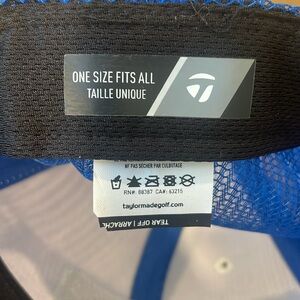 ONE SIZE FITS ALL
TAILLE UNIQUE
NE PAS SÉCHER PAR CULBUTAGE
RN#: 88387 CA#: 53215
taylormadegolf.com
TEAR OFF | ARRACHE